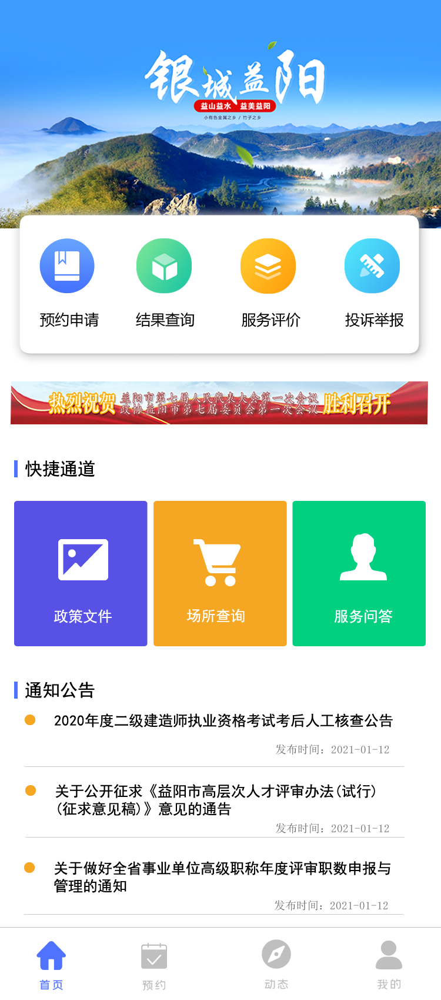 银城益阳
益山益水 益美益阳
小有色金属之乡 / 竹子之乡
预约申请 结果查询 服务评价 投诉举报
热烈祝贺 益阳市第七届人民代表大会第一次会议 胜利召开
政协益阳市第七届委员会第一次会议
快捷通道
政策文件 场所查询 服务问答
通知公告
2020年度二级建造师执业资格考试考后人工核查公告
发布时间：2021-01-12
关于公开征求《益阳市高层次人才评审办法(试行)
(征求意见稿)》意见的通告
发布时间：2021-01-12
关于做好全省事业单位高级职称年度评审职数申报与
管理的通知
发布时间：2021-01-12
首页 预约 动态 我的